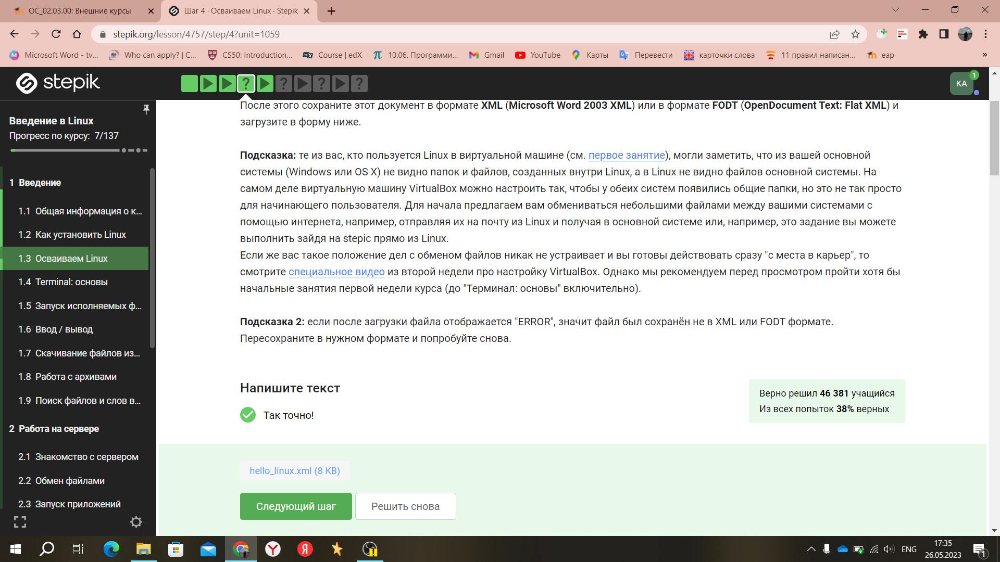 ОС_02.03.00: Внешние курсы
Шаг 4 · Осваиваем Linux · Stepik
stepik.org/lesson/4757/step/4?unit=1059
Microsoft Word - tv...
Who can apply? | C...
CS50: Introduction...
edX
Course | edX
10.06. Программи...
Gmail
YouTube
Карты
Перевести
карточки слова
11 правил написан...
eap
»
stepik
?
?
?
?
KA
1
Введение в Linux
Прогресс по курсу: 7/137
1 Введение
1.1 Общая информация о к...
1.2 Как установить Linux
1.3 Осваиваем Linux
1.4 Terminal: основы
1.5 Запуск исполняемых ф...
1.6 Ввод / вывод
1.7 Скачивание файлов из...
1.8 Работа с архивами
1.9 Поиск файлов и слов в...
2 Работа на сервере
2.1 Знакомство с сервером
2.2 Обмен файлами
2.3 Запуск приложений
После этого сохраните этот документ в формате XML (Microsoft Word 2003 XML) или в формате FODT (OpenDocument Text: Flat XML) и
загрузите в форму ниже.
Подсказка: те из вас, кто пользуется Linux в виртуальной машине (см. первое занятие), могли заметить, что из вашей основной
системы (Windows или OS X) не видно папок и файлов, созданных внутри Linux, а в Linux не видно файлов основной системы. На
самом деле виртуальную машину VirtualBox можно настроить так, чтобы у обеих систем появились общие папки, но это не так просто
для начинающего пользователя. Для начала предлагаем вам обмениваться небольшими файлами между вашими системами с
помощью интернета, например, отправляя их на почту из Linux и получая в основной системе или, например, это задание вы можете
выполнить зайдя на stepic прямо из Linux.
Если же вас такое положение дел с обменом файлов никак не устраивает и вы готовы действовать сразу "с места в карьер", то
смотрите специальное видео из второй недели про настройку VirtualBox. Однако мы рекомендуем перед просмотром пройти хотя бы
начальные занятия первой недели курса (до "Терминал: основы" включительно).
Подсказка 2: если после загрузки файла отображается "ERROR", значит файл был сохранён не в XML или FODT формате.
Пересохраните в нужном формате и попробуйте снова.
Напишите текст
Так точно!
Верно решил 46 381 учащийся
Из всех попыток 38% верных
hello_linux.xml (8 KB)
Следующий шаг
Решить снова
ENG
17:35
26.05.2023
1